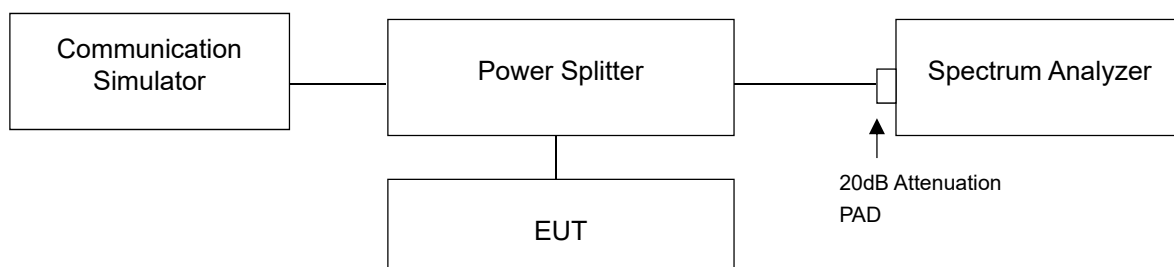 Communication
Simulator
Power Splitter
Spectrum Analyzer
20dB Attenuation
PAD
EUT